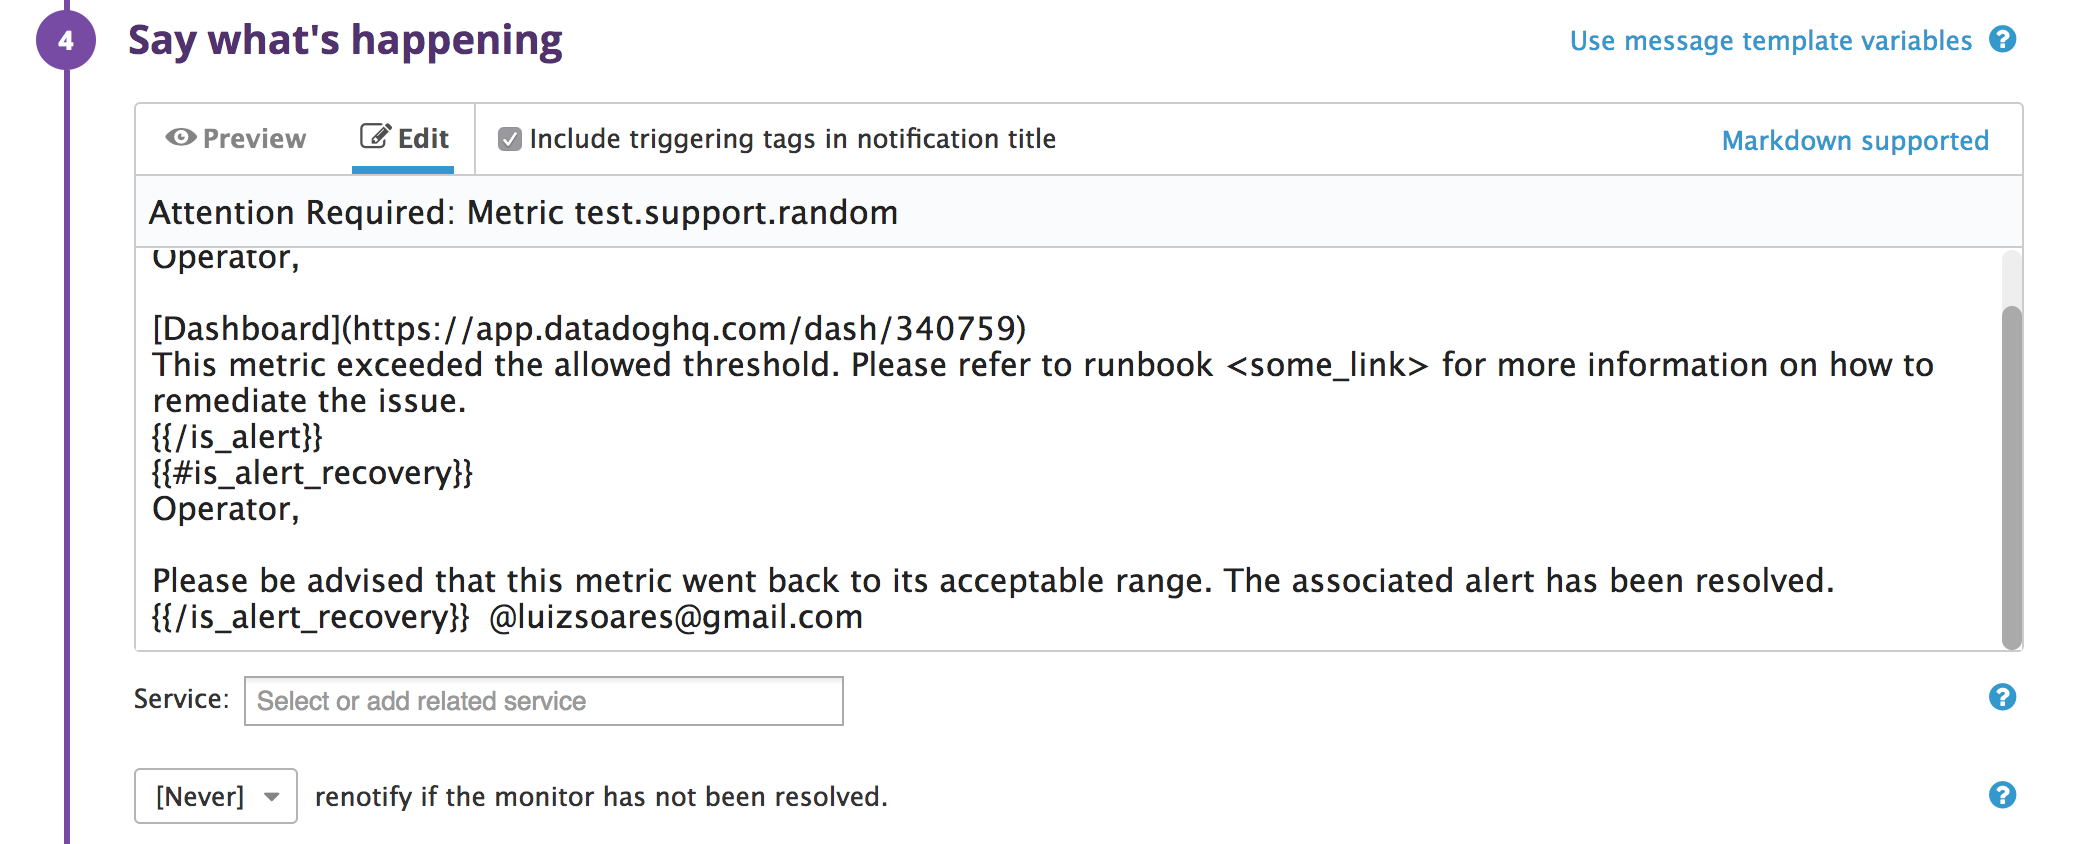 4
Say what's happening
Use message template variables ?
Preview
Edit
Include triggering tags in notification title
Markdown supported
Attention Required: Metric test.support.random
Operator,
[Dashboard](https://app.datadoghq.com/dash/340759)
This metric exceeded the allowed threshold. Please refer to runbook <some_link> for more information on how to
remediate the issue.
{{/is_alert}}
{{#is_alert_recovery}}
Operator,
Please be advised that this metric went back to its acceptable range. The associated alert has been resolved.
{{/is_alert_recovery}}  @luizsoares@gmail.com
Service: Select or add related service ?
[Never] renotify if the monitor has not been resolved. ?